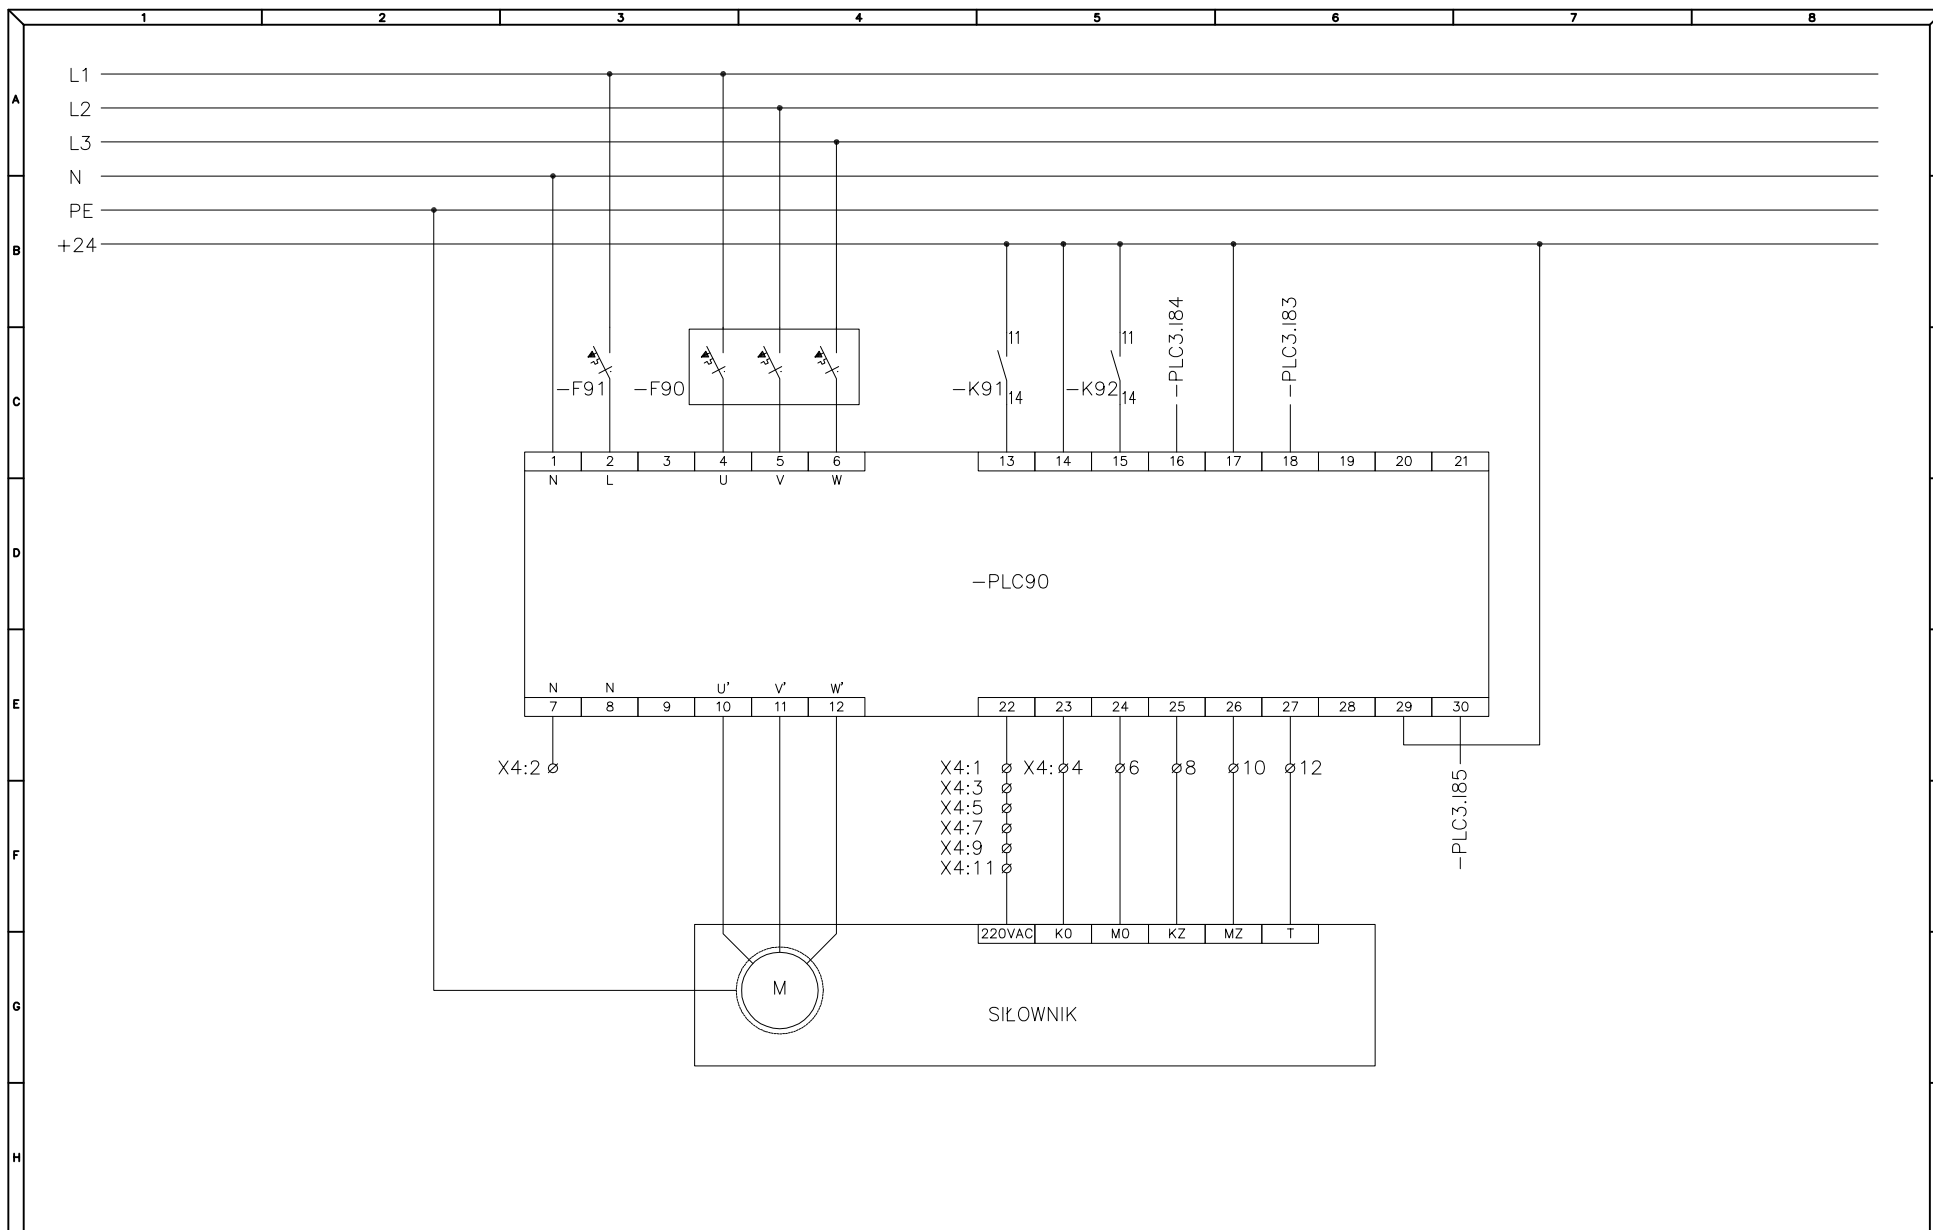 1 2 3 4 5 6 7 8
L1
A
L2
L3
N
PE
+24
B
-PLC3.I84
-PLC3.I83
11 11
-F91 -F90 -K91 -K92
14 14
C
1 2 3 4 5 6 13 14 15 16 17 18 19 20 21
N L U V W
D
-PLC90
N N U' V' W'
E
7 8 9 10 11 12 22 23 24 25 26 27 28 29 30
X4:2 X4:1 X4: 4 6 8 10 12
X4:3
X4:5
X4:7
X4:9
X4:11
-PLC3.I85
F
220VAC KO MO KZ MZ T
M
G
SIŁOWNIK
H